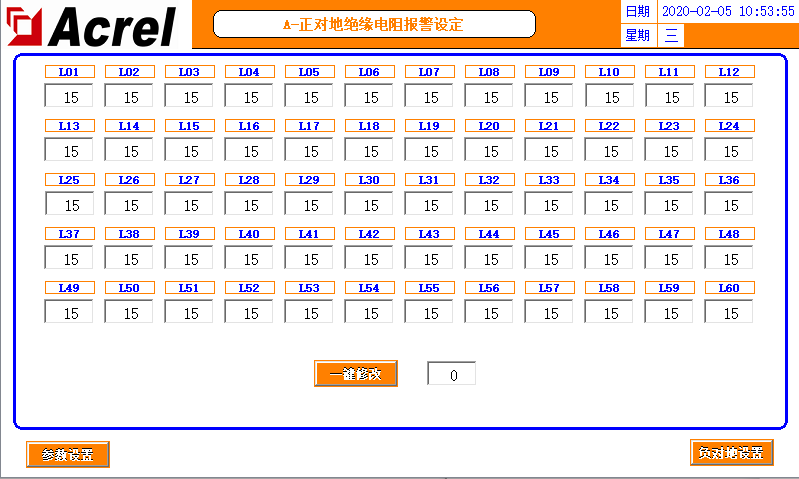 Acrel
A-正对地绝缘电阻报警设定
日期 2020-02-05 10:53:55
星期 三
L01 L02 L03 L04 L05 L06 L07 L08 L09 L10 L11 L12
15 15 15 15 15 15 15 15 15 15 15 15
L13 L14 L15 L16 L17 L18 L19 L20 L21 L22 L23 L24
15 15 15 15 15 15 15 15 15 15 15 15
L25 L26 L27 L28 L29 L30 L31 L32 L33 L34 L35 L36
15 15 15 15 15 15 15 15 15 15 15 15
L37 L38 L39 L40 L41 L42 L43 L44 L45 L46 L47 L48
15 15 15 15 15 15 15 15 15 15 15 15
L49 L50 L51 L52 L53 L54 L55 L56 L57 L58 L59 L60
15 15 15 15 15 15 15 15 15 15 15 15
一键修改 0
参数设置 负对地设置